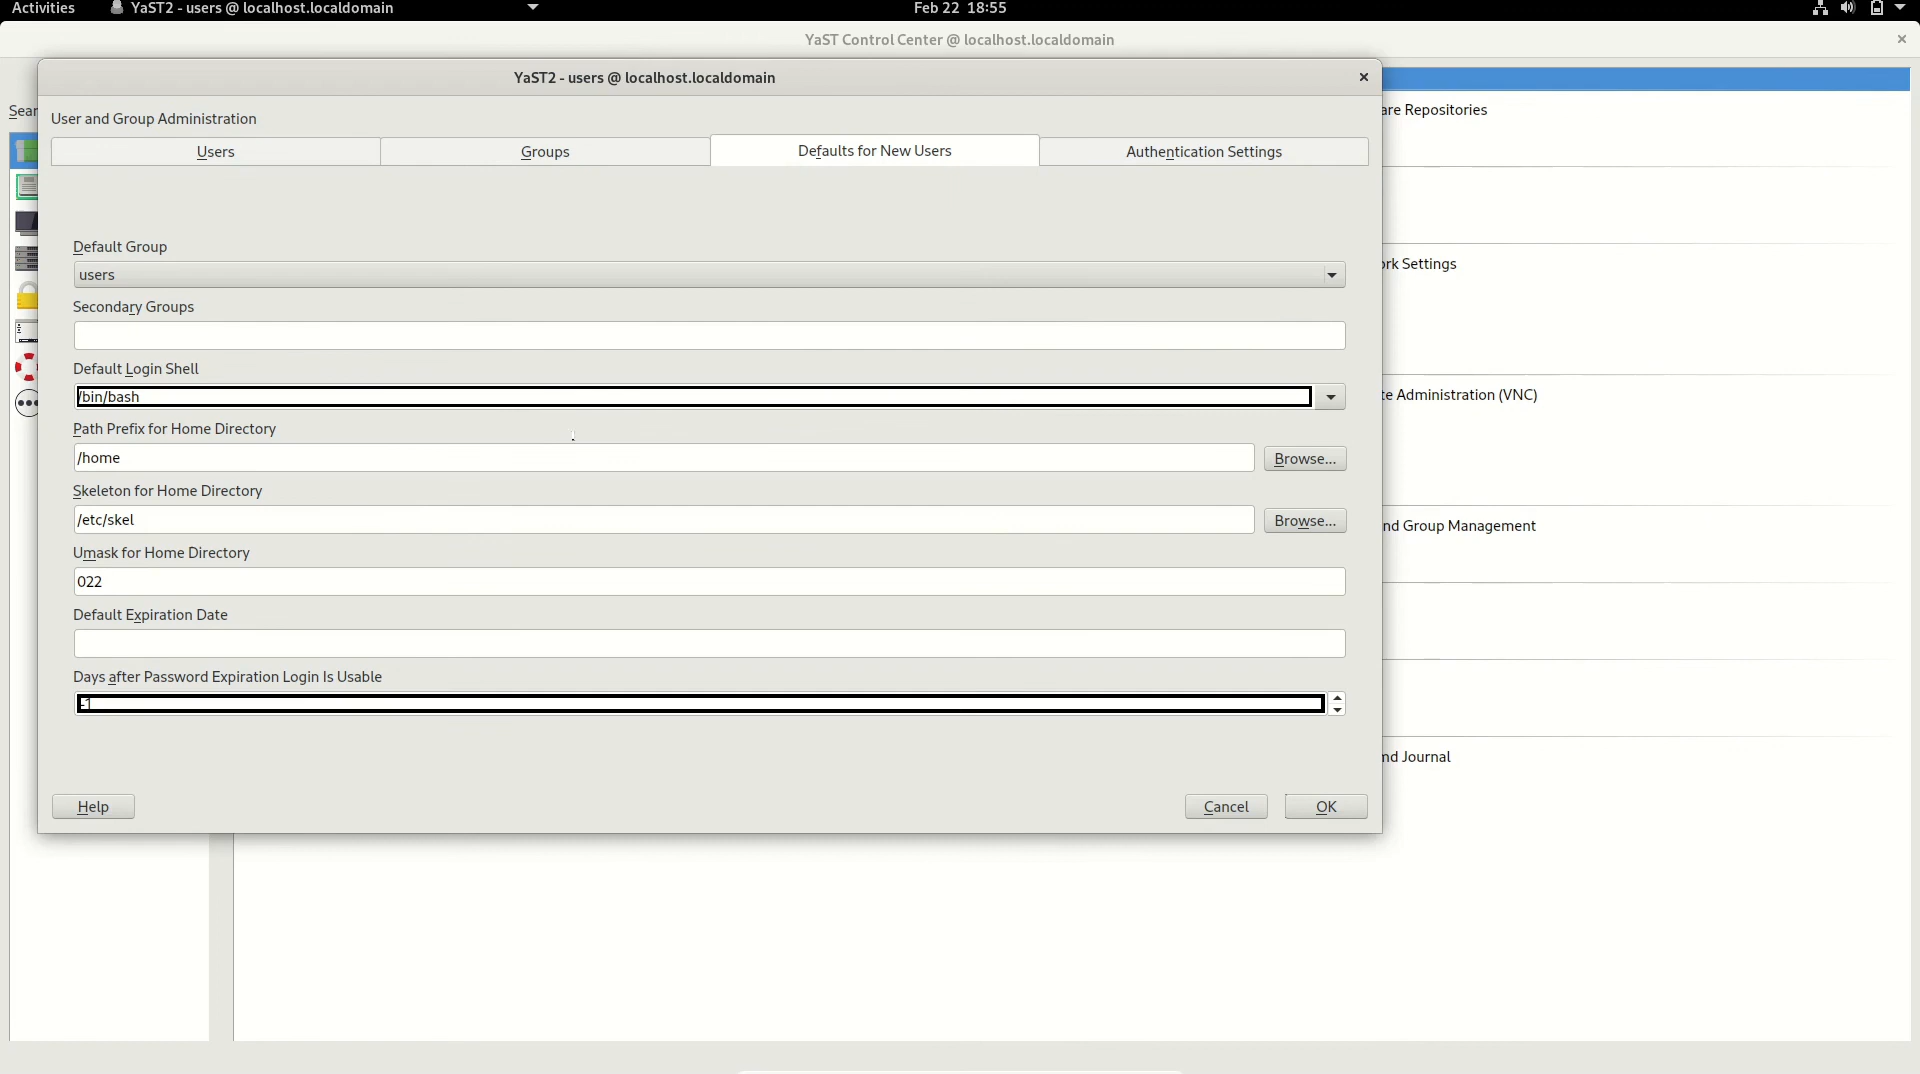 Activities
YaST2 - users @ localhost.localdomain
Feb 22 18:55
YaST Control Center @ localhost.localdomain
YaST2 - users @ localhost.localdomain
Sear
User and Group Administration
Users
Groups
Defaults for New Users
Authentication Settings
Default Group
users
Secondary Groups
Default Login Shell
/bin/bash
Path Prefix for Home Directory
/home
Browse...
Skeleton for Home Directory
/etc/skel
Browse...
Umask for Home Directory
022
Default Expiration Date
Days after Password Expiration Login Is Usable
-1
Help
Cancel
OK
are Repositories
ork Settings
te Administration (VNC)
nd Group Management
md Journal